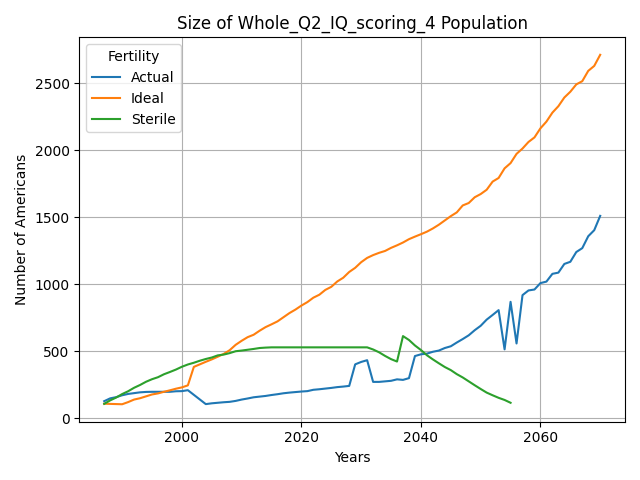 Size of Whole_Q2_IQ_scoring_4 Population
Fertility
Actual
Ideal
Sterile
Number of Americans
2500
2000
1500
1000
500
0
2000
2020
2040
2060
Years